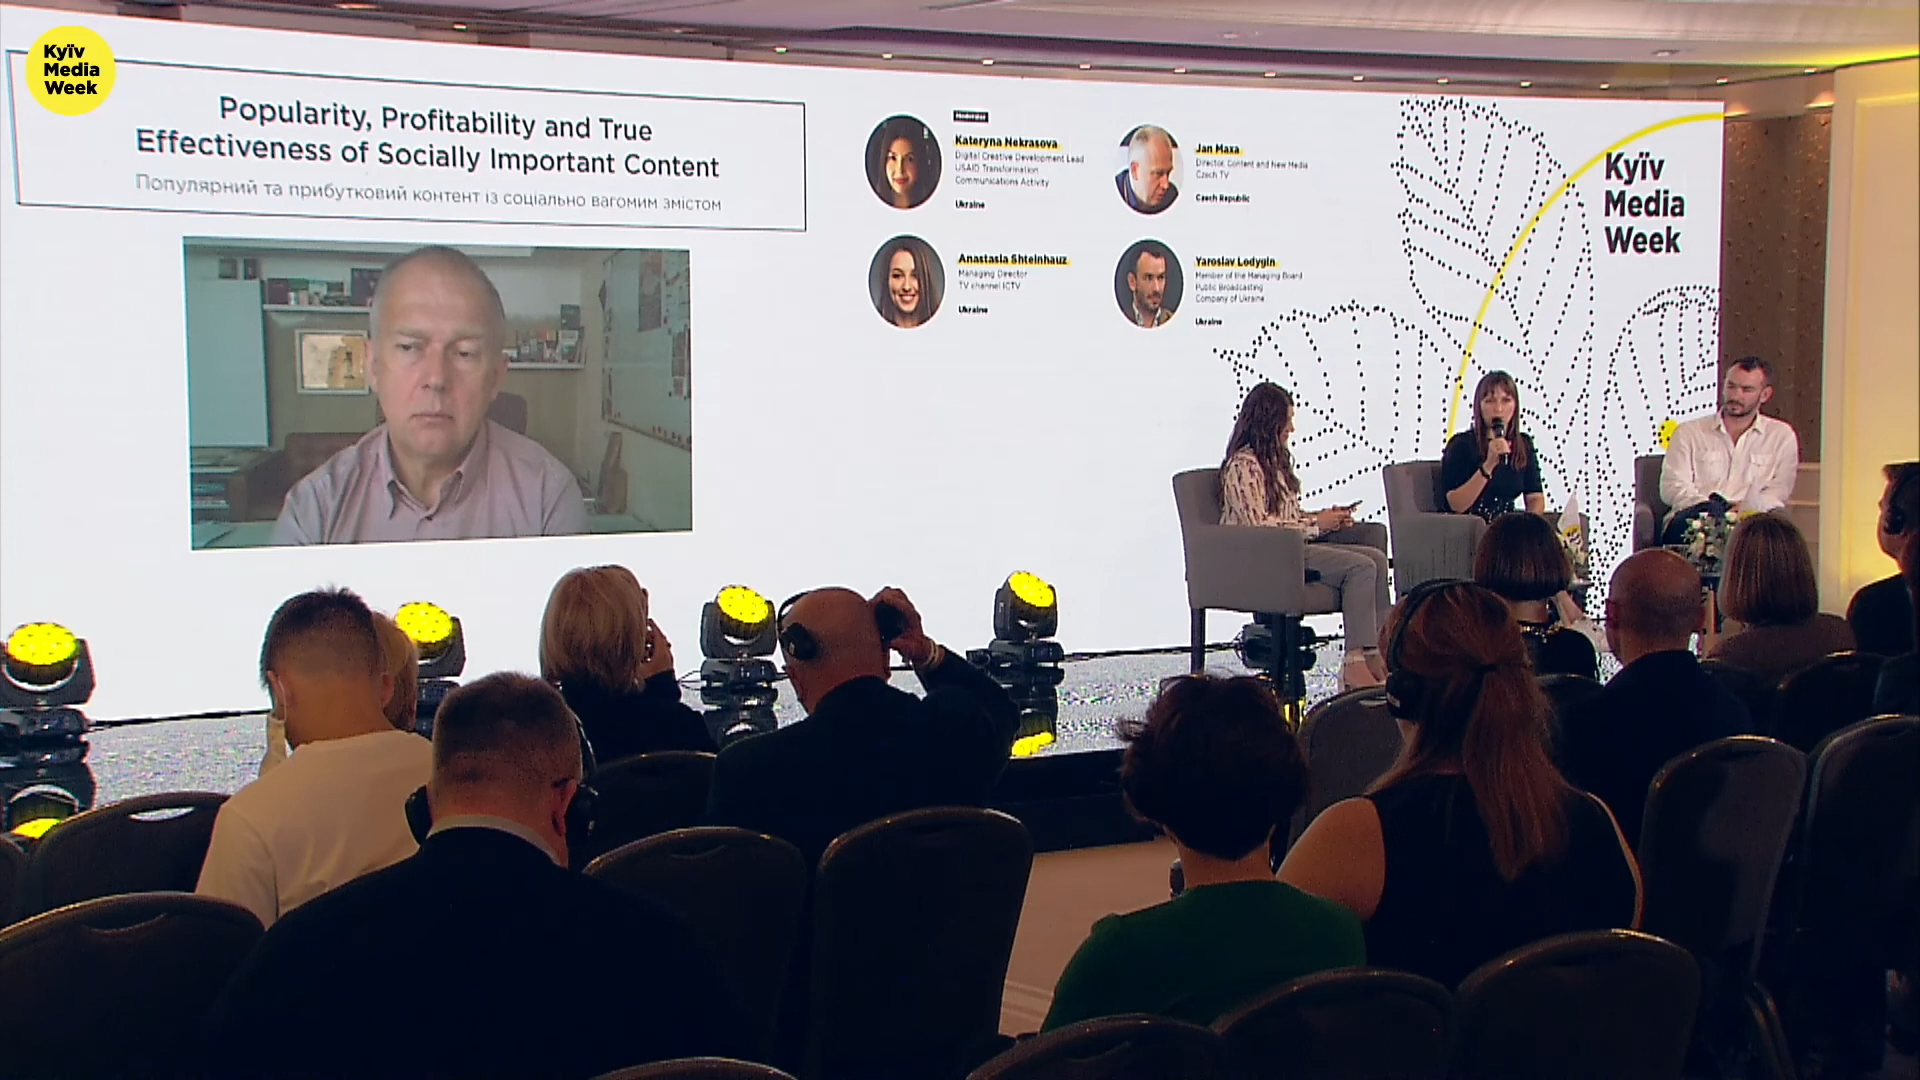 Kyïv
Media
Week
Popularity, Profitability and True
Effectiveness of Socially Important Content
Популярний та прибутковий контент із соціально вагомим змістом
Moderator
Kateryna Nekrasova
Digital Creative Development Lead
USAID Transformation
Communications Activity
Ukraine
Jan Maxa
Director, Content and New Media
Czech TV
Czech Republic
Anastasia Shteinhauz
Managing Director
TV channel ICTV
Ukraine
Yaroslav Lodygin
Member of the Managing Board
Public Broadcasting
Company of Ukraine
Ukraine
Kyïv
Media
Week